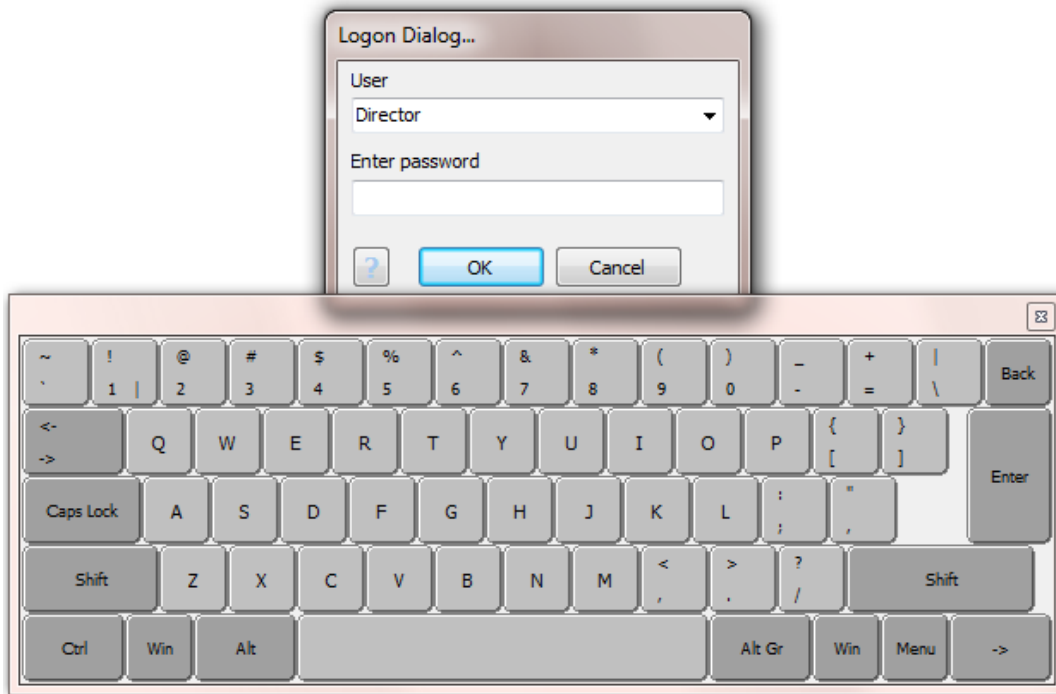 Logon Dialog...
User
Director
Enter password
?
OK Cancel
~ ! @ # $ % ^ & * ( ) _ + |
` 1 | 2 3 4 5 6 7 8 9 0 - = \ Back
<- { }
-> Q W E R T Y U I O P [ ] Enter
Caps Lock A S D F G H J K L : "
; ,
Shift Z X C V B N M < > ? Shift
, . /
Ctrl Win Alt Alt Gr Win Menu ->